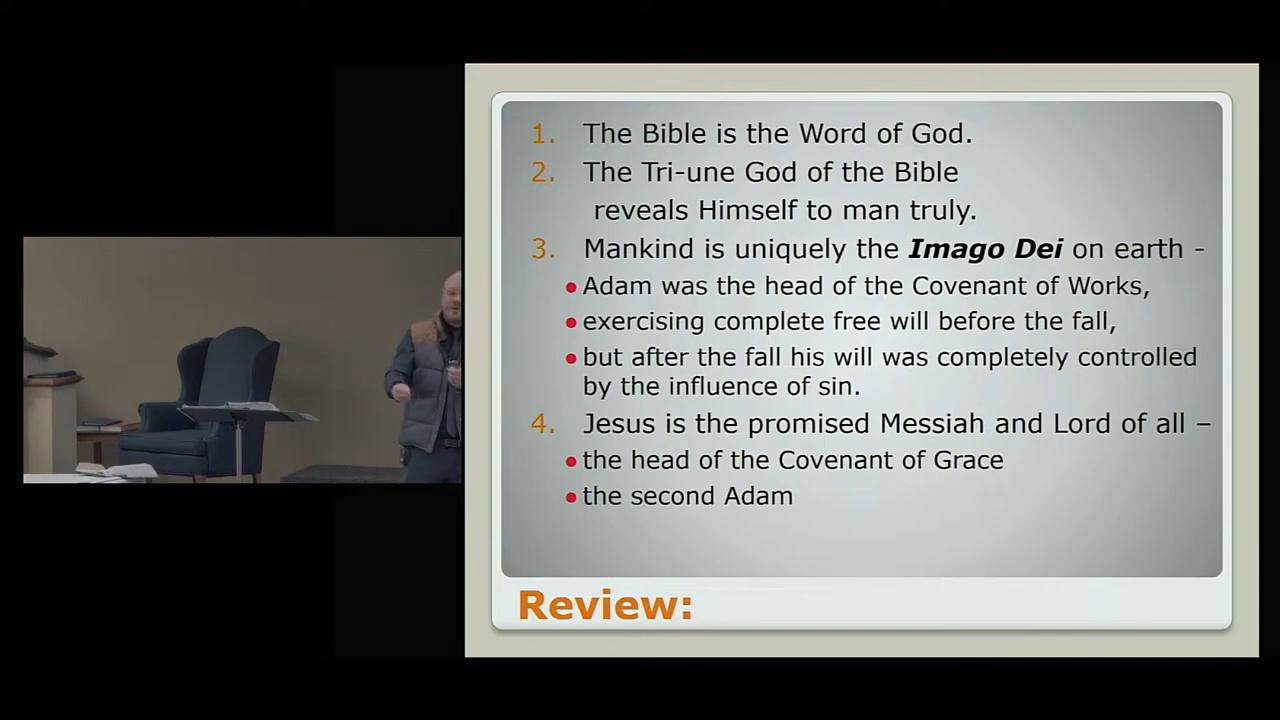 1. The Bible is the Word of God.
2. The Tri-une God of the Bible
reveals Himself to man truly.
3. Mankind is uniquely the Imago Dei on earth -
• Adam was the head of the Covenant of Works,
• exercising complete free will before the fall,
• but after the fall his will was completely controlled
by the influence of sin.
4. Jesus is the promised Messiah and Lord of all –
• the head of the Covenant of Grace
• the second Adam
Review: